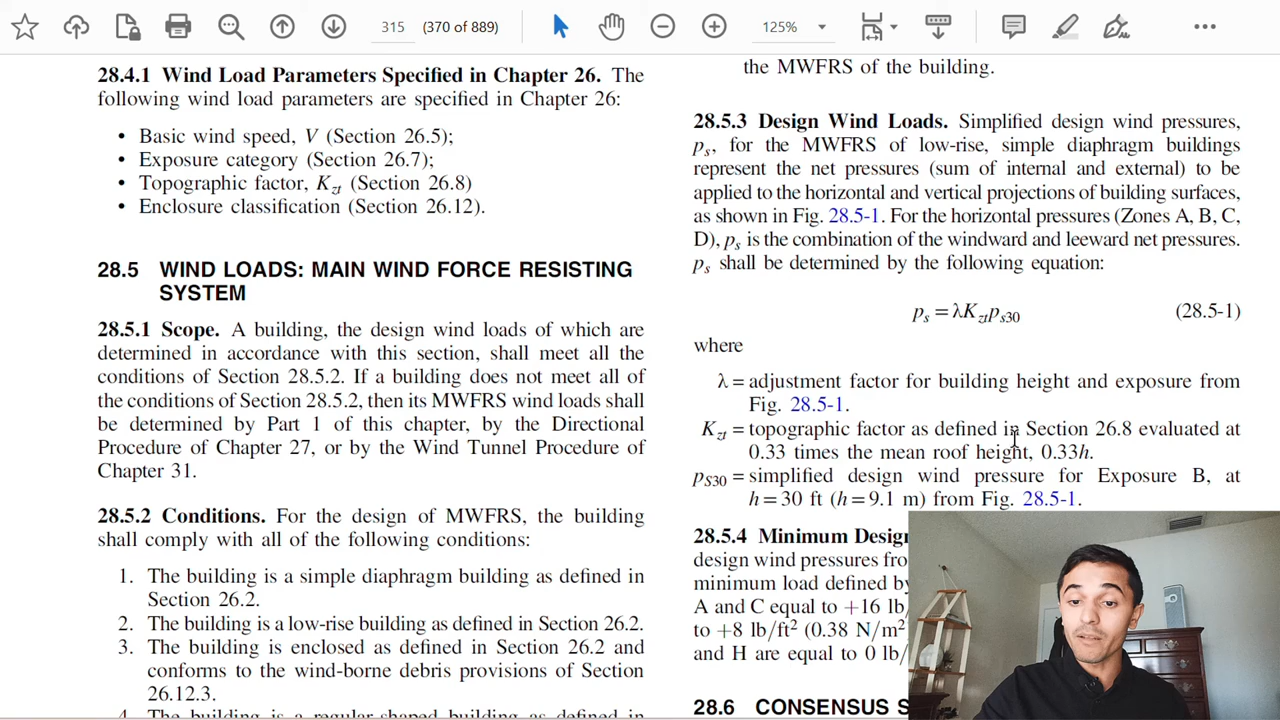 315 (370 of 889) 125%
28.4.1 Wind Load Parameters Specified in Chapter 26. The
following wind load parameters are specified in Chapter 26:
• Basic wind speed, V (Section 26.5);
• Exposure category (Section 26.7);
• Topographic factor, Kzt (Section 26.8)
• Enclosure classification (Section 26.12).
28.5 WIND LOADS: MAIN WIND FORCE RESISTING
SYSTEM
28.5.1 Scope. A building, the design wind loads of which are
determined in accordance with this section, shall meet all the
conditions of Section 28.5.2. If a building does not meet all of
the conditions of Section 28.5.2, then its MWFRS wind loads shall
be determined by Part 1 of this chapter, by the Directional
Procedure of Chapter 27, or by the Wind Tunnel Procedure of
Chapter 31.
28.5.2 Conditions. For the design of MWFRS, the building
shall comply with all of the following conditions:
1. The building is a simple diaphragm building as defined in
Section 26.2.
2. The building is a low-rise building as defined in Section 26.2.
3. The building is enclosed as defined in Section 26.2 and
conforms to the wind-borne debris provisions of Section
26.12.3.
4. The building is a regular-shaped building as defined in
the MWFRS of the building.
28.5.3 Design Wind Loads. Simplified design wind pressures,
ps, for the MWFRS of low-rise, simple diaphragm buildings
represent the net pressures (sum of internal and external) to be
applied to the horizontal and vertical projections of building surfaces,
as shown in Fig. 28.5-1. For the horizontal pressures (Zones A, B, C,
D), ps is the combination of the windward and leeward net pressures.
ps shall be determined by the following equation:
ps = λKztps30 (28.5-1)
where
λ = adjustment factor for building height and exposure from
Fig. 28.5-1.
Kzt = topographic factor as defined in Section 26.8 evaluated at
0.33 times the mean roof height, 0.33h.
pS30 = simplified design wind pressure for Exposure B, at
h = 30 ft (h = 9.1 m) from Fig. 28.5-1.
28.5.4 Minimum Design
design wind pressures fro
minimum load defined by
A and C equal to +16 lb/
to +8 lb/ft² (0.38 N/m²
and H are equal to 0 lb/
28.6 CONSENSUS S